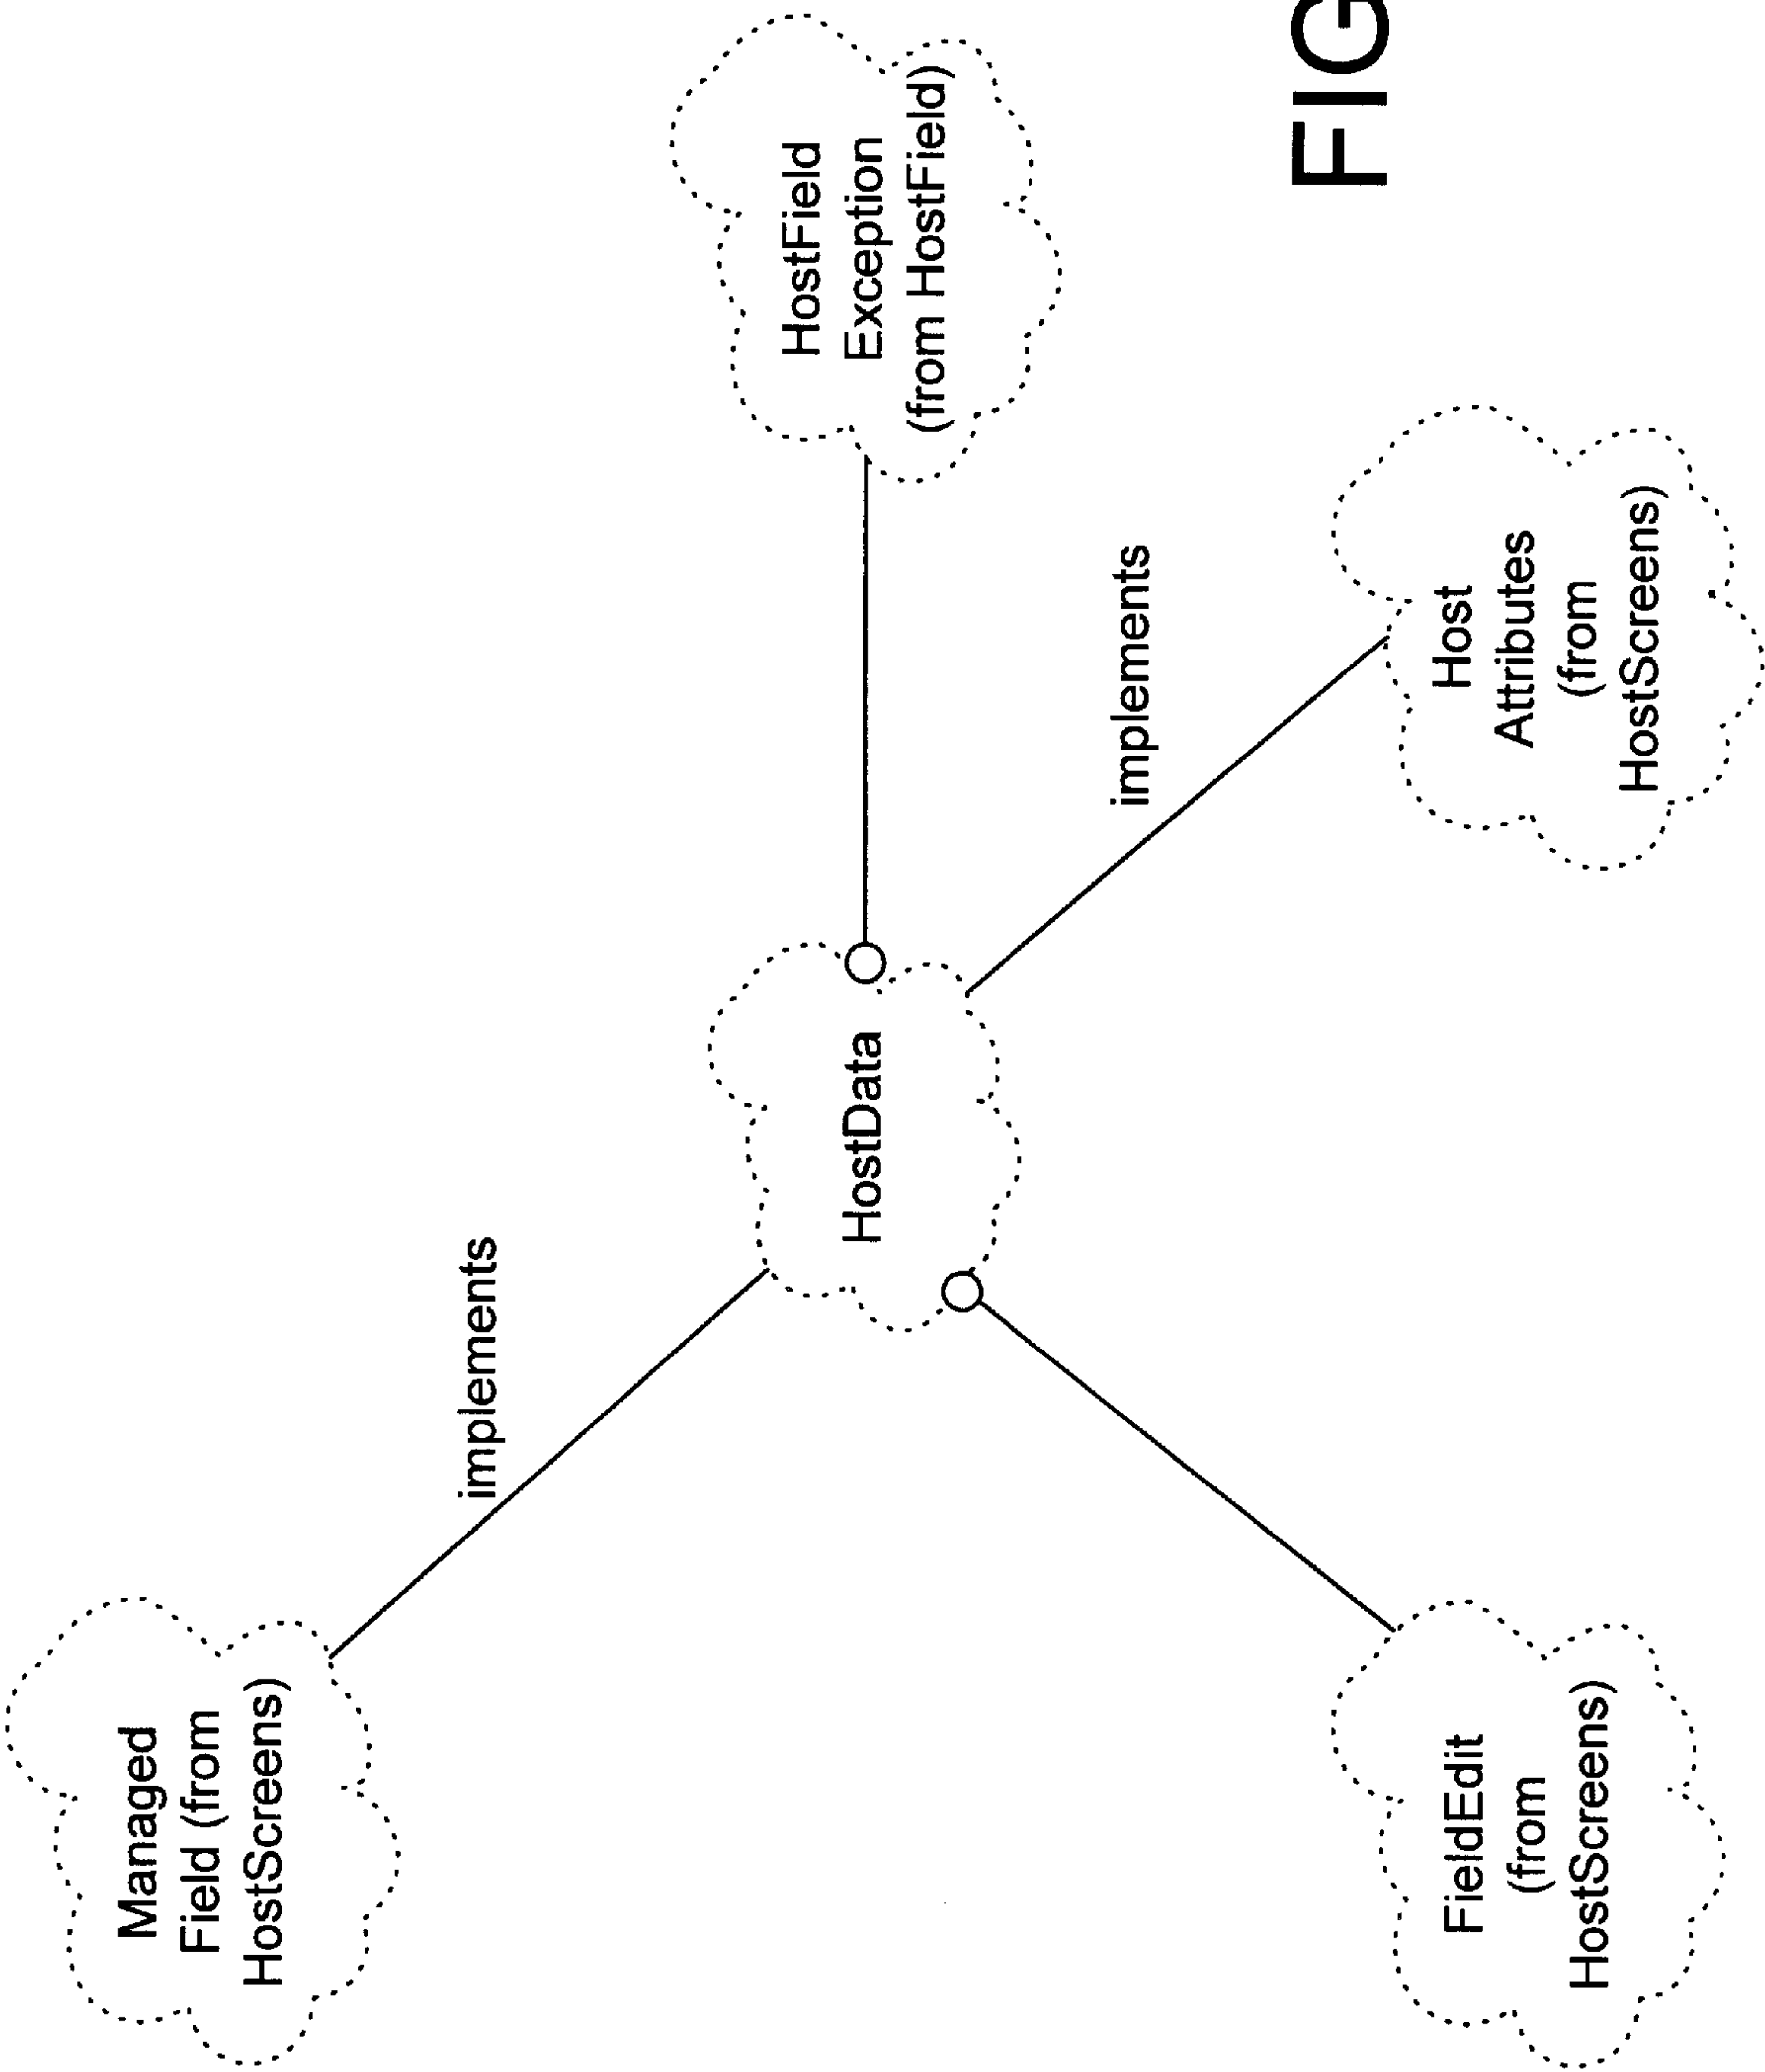 Managed
Field (from
HostScreens)
implements
HostField
Exception
(from HostField)
HostData
implements
FieldEdit
(from
HostScreens)
Host
Attributes
(from
HostScreens)
FIG